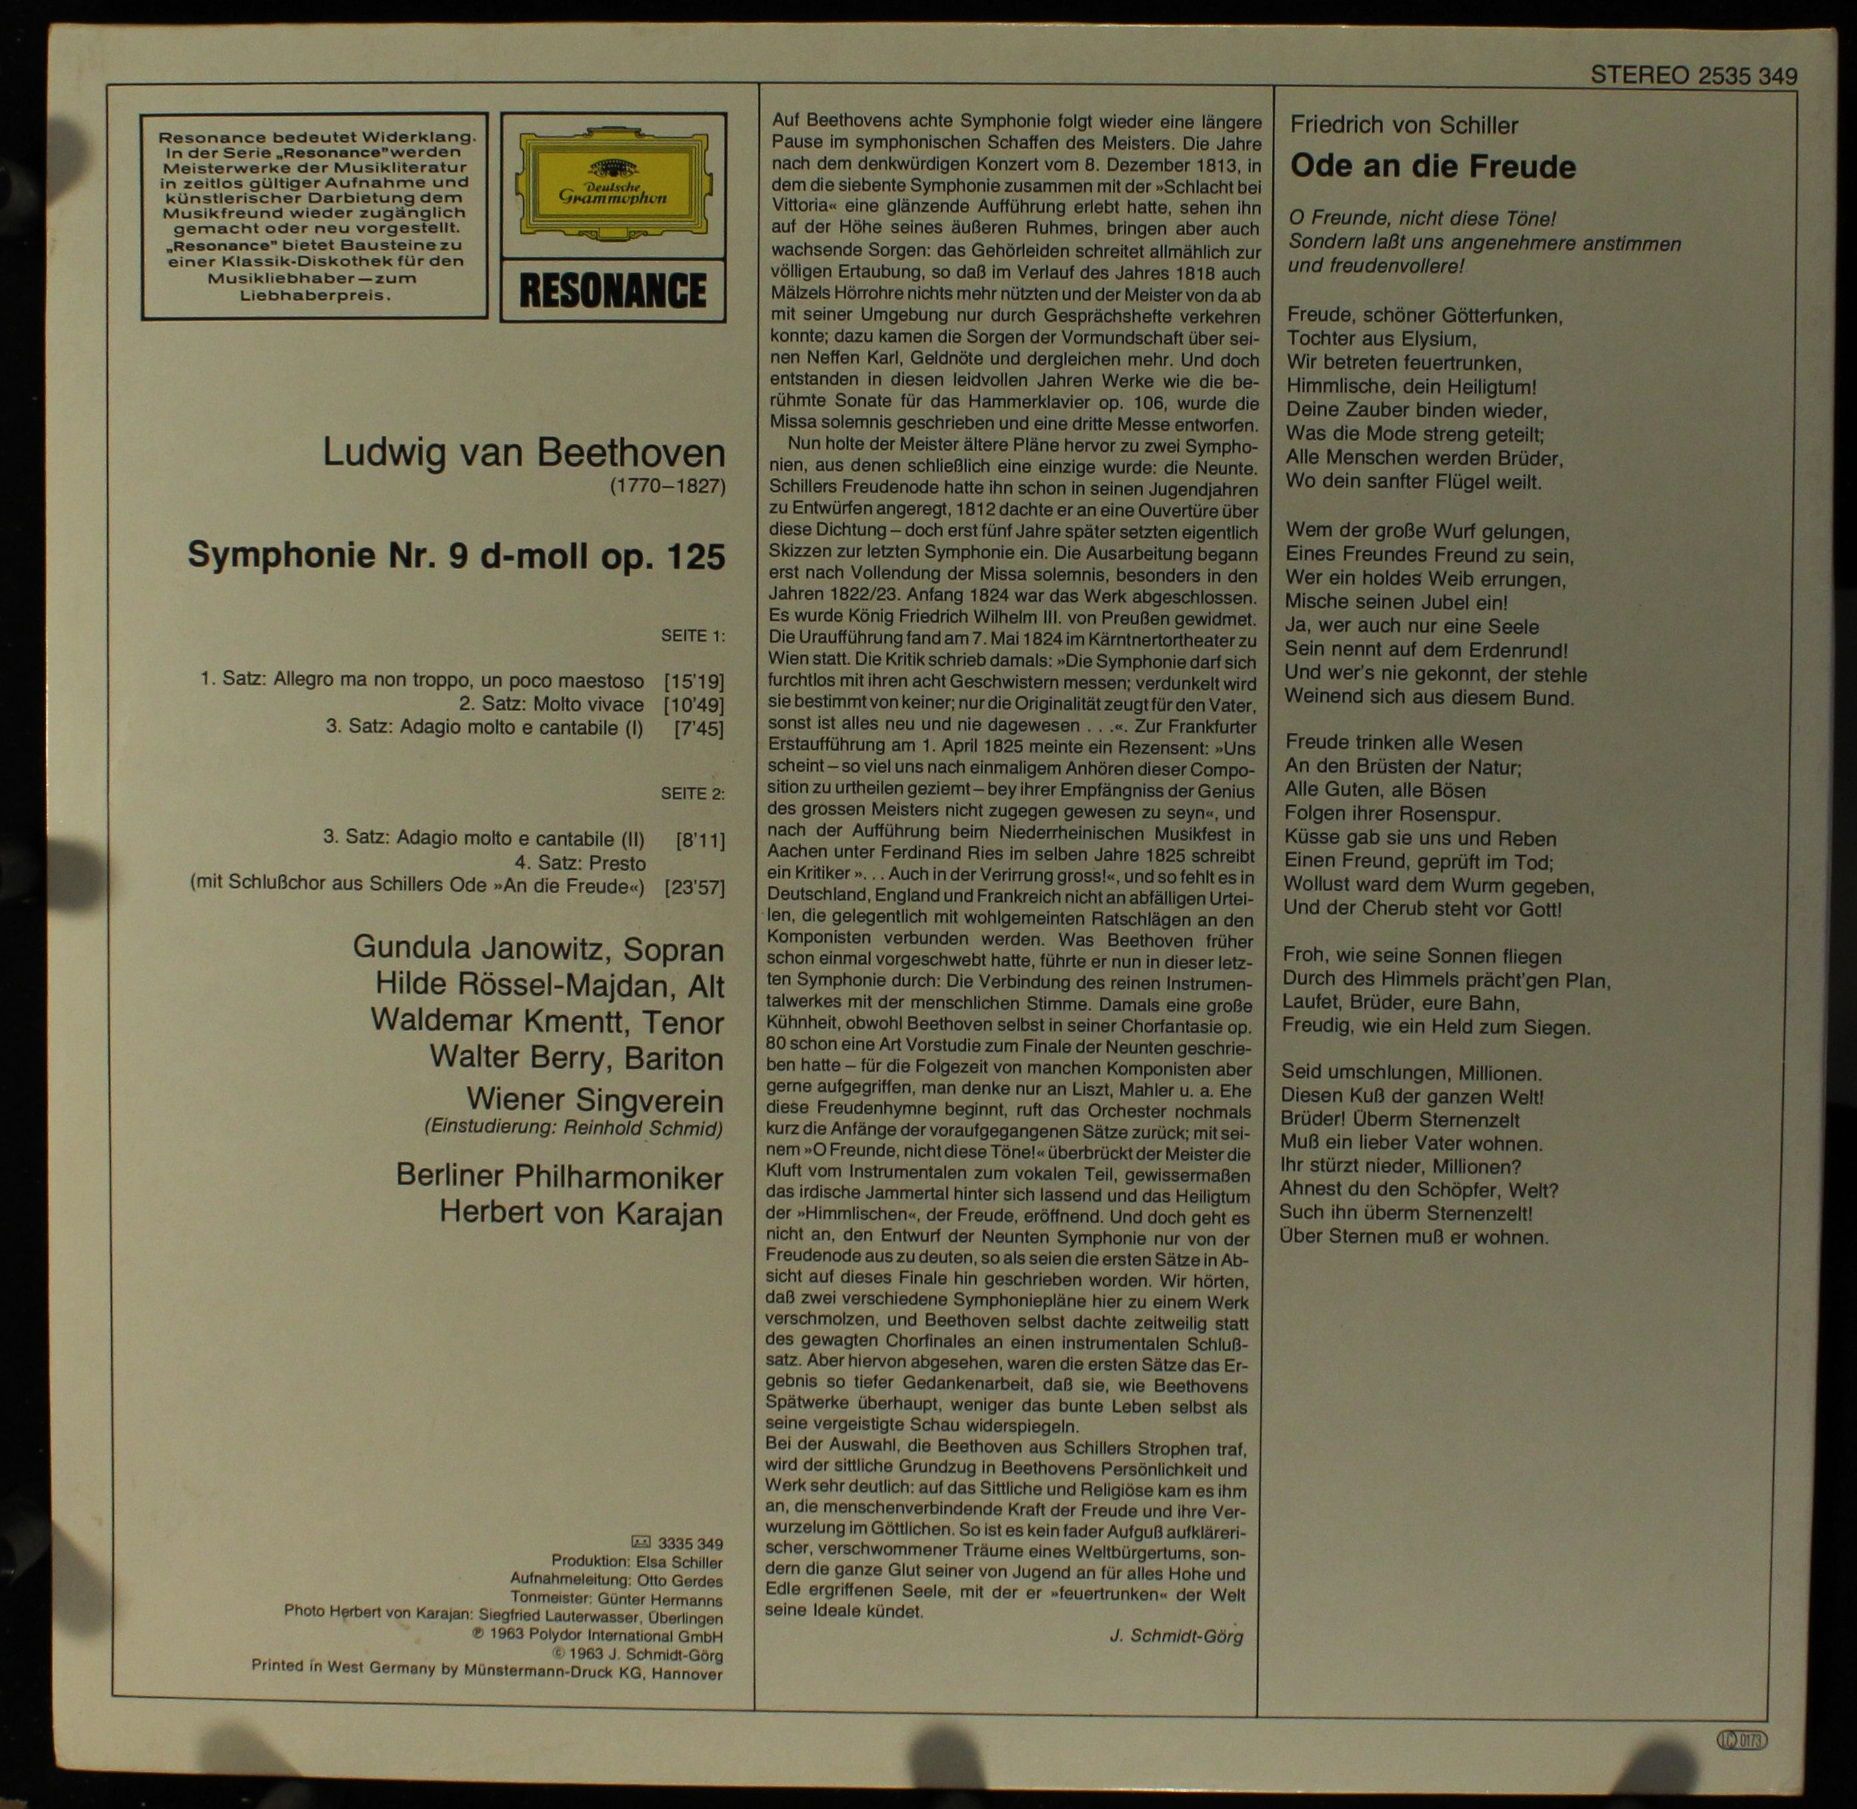 STEREO 2535 349
Resonance bedeutet Widerklang.
In der Serie „Resonance" werden
Meisterwerke der Musikliteratur
in zeitlos gültiger Aufnahme und
künstlerischer Darbietung dem
Musikfreund wieder zugänglich
gemacht oder neu vorgestellt.
„Resonance" bietet Bausteine zu
einer Klassik-Diskothek für den
Musikliebhaber – zum
Liebhaberpreis.
Deutsche
Grammophon
RESONANCE
Ludwig van Beethoven
(1770–1827)
Symphonie Nr. 9 d-moll op. 125
SEITE 1:
1. Satz: Allegro ma non troppo, un poco maestoso [15'19]
2. Satz: Molto vivace [10'49]
3. Satz: Adagio molto e cantabile (I) [7'45]
SEITE 2:
3. Satz: Adagio molto e cantabile (II) [8'11]
4. Satz: Presto
(mit Schlußchor aus Schillers Ode »An die Freude«) [23'57]
Gundula Janowitz, Sopran
Hilde Rössel-Majdan, Alt
Waldemar Kmentt, Tenor
Walter Berry, Bariton
Wiener Singverein
(Einstudierung: Reinhold Schmid)
Berliner Philharmoniker
Herbert von Karajan
3335 349
Produktion: Elsa Schiller
Aufnahmeleitung: Otto Gerdes
Tonmeister: Günter Hermanns
Photo Herbert von Karajan: Siegfried Lauterwasser, Überlingen
℗ 1963 Polydor International GmbH
© 1963 J. Schmidt-Görg
Printed in West Germany by Münstermann-Druck KG, Hannover
Auf Beethovens achte Symphonie folgt wieder eine längere
Pause im symphonischen Schaffen des Meisters. Die Jahre
nach dem denkwürdigen Konzert vom 8. Dezember 1813, in
dem die siebente Symphonie zusammen mit der »Schlacht bei
Vittoria« eine glänzende Aufführung erlebt hatte, sehen ihn
auf der Höhe seines äußeren Ruhmes, bringen aber auch
wachsende Sorgen: das Gehörleiden schreitet allmählich zur
völligen Ertaubung, so daß im Verlauf des Jahres 1818 auch
Mälzels Hörrohre nichts mehr nützten und der Meister von da ab
mit seiner Umgebung nur durch Gesprächshefte verkehren
konnte; dazu kamen die Sorgen der Vormundschaft über sei-
nen Neffen Karl, Geldnöte und dergleichen mehr. Und doch
entstanden in diesen leidvollen Jahren Werke wie die be-
rühmte Sonate für das Hammerklavier op. 106, wurde die
Missa solemnis geschrieben und eine dritte Messe entworfen.
Nun holte der Meister ältere Pläne hervor zu zwei Sympho-
nien, aus denen schließlich eine einzige wurde: die Neunte.
Schillers Freudenode hatte ihn schon in seinen Jugendjahren
zu Entwürfen angeregt, 1812 dachte er an eine Ouvertüre über
diese Dichtung – doch erst fünf Jahre später setzten eigentlich
Skizzen zur letzten Symphonie ein. Die Ausarbeitung begann
erst nach Vollendung der Missa solemnis, besonders in den
Jahren 1822/23. Anfang 1824 war das Werk abgeschlossen.
Es wurde König Friedrich Wilhelm III. von Preußen gewidmet.
Die Uraufführung fand am 7. Mai 1824 im Kärntnertortheater zu
Wien statt. Die Kritik schrieb damals: »Die Symphonie darf sich
furchtlos mit ihren acht Geschwistern messen; verdunkelt wird
sie bestimmt von keiner; nur die Originalität zeugt für den Vater,
sonst ist alles neu und nie dagewesen . . .«. Zur Frankfurter
Erstaufführung am 1. April 1825 meinte ein Rezensent: »Uns
scheint – so viel uns nach einmaligem Anhören dieser Compo-
sition zu urtheilen geziemt – bey ihrer Empfängniss der Genius
des grossen Meisters nicht zugegen gewesen zu seyn«, und
nach der Aufführung beim Niederrheinischen Musikfest in
Aachen unter Ferdinand Ries im selben Jahre 1825 schreibt
ein Kritiker ». . . Auch in der Verirrung gross!«, und so fehlt es in
Deutschland, England und Frankreich nicht an abfälligen Urtei-
len, die gelegentlich mit wohlgemeinten Ratschlägen an den
Komponisten verbunden werden. Was Beethoven früher
schon einmal vorgeschwebt hatte, führte er nun in dieser letz-
ten Symphonie durch: Die Verbindung des reinen Instrumen-
talwerkes mit der menschlichen Stimme. Damals eine große
Kühnheit, obwohl Beethoven selbst in seiner Chorfantasie op.
80 schon eine Art Vorstudie zum Finale der Neunten geschrie-
ben hatte – für die Folgezeit von manchen Komponisten aber
gerne aufgegriffen, man denke nur an Liszt, Mahler u. a. Ehe
diese Freudenhymne beginnt, ruft das Orchester nochmals
kurz die Anfänge der voraufgegangenen Sätze zurück; mit sei-
nem »O Freunde, nicht diese Töne!« überbrückt der Meister die
Kluft vom Instrumentalen zum vokalen Teil, gewissermaßen
das irdische Jammertal hinter sich lassend und das Heiligtum
der »Himmlischen«, der Freude, eröffnend. Und doch geht es
nicht an, den Entwurf der Neunten Symphonie nur von der
Freudenode aus zu deuten, so als seien die ersten Sätze in Ab-
sicht auf dieses Finale hin geschrieben worden. Wir hörten,
daß zwei verschiedene Symphoniepläne hier zu einem Werk
verschmolzen, und Beethoven selbst dachte zeitweilig statt
des gewagten Chorfinales an einen instrumentalen Schluß-
satz. Aber hiervon abgesehen, waren die ersten Sätze das Er-
gebnis so tiefer Gedankenarbeit, daß sie, wie Beethovens
Spätwerke überhaupt, weniger das bunte Leben selbst als
seine vergeistigte Schau widerspiegeln.
Bei der Auswahl, die Beethoven aus Schillers Strophen traf,
wird der sittliche Grundzug in Beethovens Persönlichkeit und
Werk sehr deutlich: auf das Sittliche und Religiöse kam es ihm
an, die menschenverbindende Kraft der Freude und ihre Ver-
wurzelung im Göttlichen. So ist es kein fader Aufguß aufkläreri-
scher, verschwommener Träume eines Weltbürgertums, son-
dern die ganze Glut seiner von Jugend an für alles Hohe und
Edle ergriffenen Seele, mit der er »feuertrunken« der Welt
seine Ideale kündet.
J. Schmidt-Görg
Friedrich von Schiller
Ode an die Freude
O Freunde, nicht diese Töne!
Sondern laßt uns angenehmere anstimmen
und freudenvollere!
Freude, schöner Götterfunken,
Tochter aus Elysium,
Wir betreten feuertrunken,
Himmlische, dein Heiligtum!
Deine Zauber binden wieder,
Was die Mode streng geteilt;
Alle Menschen werden Brüder,
Wo dein sanfter Flügel weilt.
Wem der große Wurf gelungen,
Eines Freundes Freund zu sein,
Wer ein holdes Weib errungen,
Mische seinen Jubel ein!
Ja, wer auch nur eine Seele
Sein nennt auf dem Erdenrund!
Und wer's nie gekonnt, der stehle
Weinend sich aus diesem Bund.
Freude trinken alle Wesen
An den Brüsten der Natur;
Alle Guten, alle Bösen
Folgen ihrer Rosenspur.
Küsse gab sie uns und Reben
Einen Freund, geprüft im Tod;
Wollust ward dem Wurm gegeben,
Und der Cherub steht vor Gott!
Froh, wie seine Sonnen fliegen
Durch des Himmels prächt'gen Plan,
Laufet, Brüder, eure Bahn,
Freudig, wie ein Held zum Siegen.
Seid umschlungen, Millionen.
Diesen Kuß der ganzen Welt!
Brüder! Überm Sternenzelt
Muß ein lieber Vater wohnen.
Ihr stürzt nieder, Millionen?
Ahnest du den Schöpfer, Welt?
Such ihn überm Sternenzelt!
Über Sternen muß er wohnen.
LC 0173